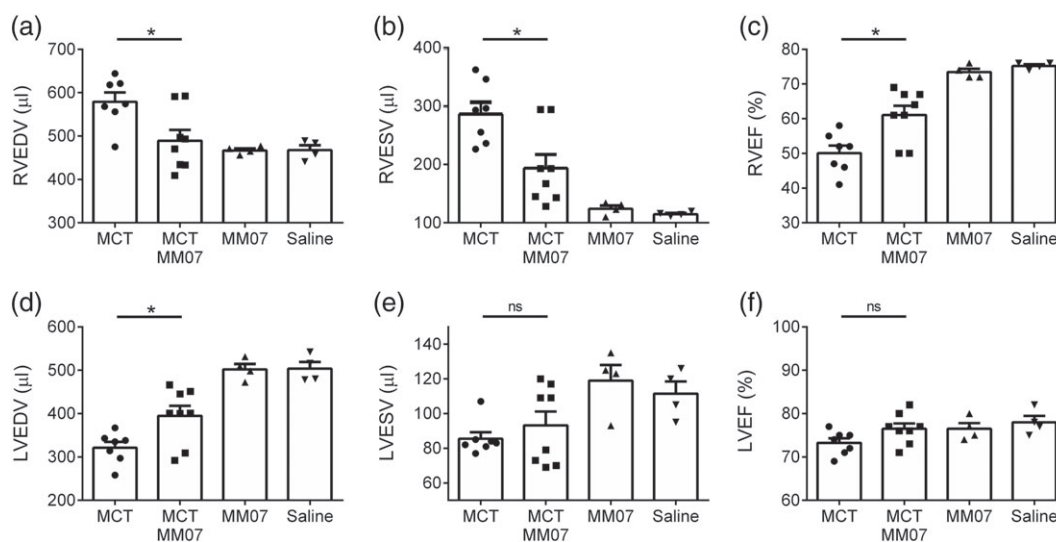 (a)
RVEDV (µl)
700
600
500
400
300
*
MCT
MCT
MM07
MM07
Saline
(b)
RVESV (µl)
400
300
200
100
*
MCT
MCT
MM07
MM07
Saline
(c)
RVEF (%)
80
70
60
50
40
30
*
MCT
MCT
MM07
MM07
Saline
(d)
LVEDV (µl)
600
500
400
300
200
*
MCT
MCT
MM07
MM07
Saline
(e)
LVESV (µl)
140
120
100
80
60
ns
MCT
MCT
MM07
MM07
Saline
(f)
LVEF (%)
100
90
80
70
60
ns
MCT
MCT
MM07
MM07
Saline